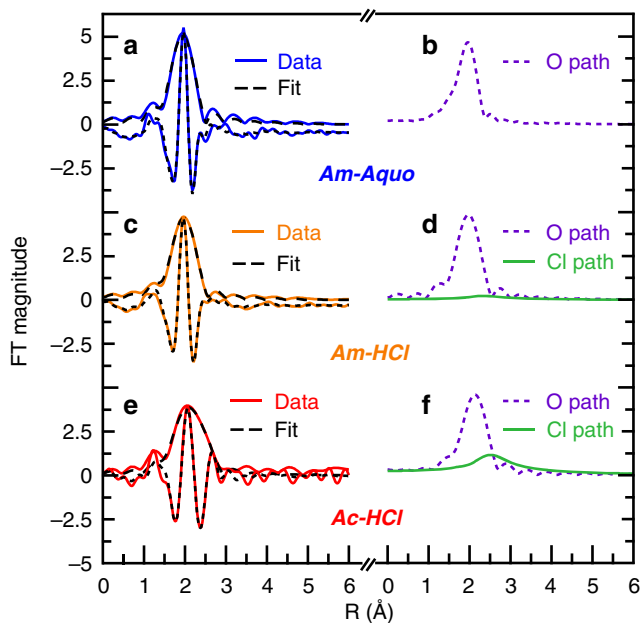 a
Data
Fit
b
O path
Am-Aquo
5
2.5
0
−2.5
c
Data
Fit
d
O path
Cl path
Am-HCl
2.5
0
−2.5
FT magnitude
e
Data
Fit
f
O path
Cl path
Ac-HCl
2.5
0
−2.5
−5
0 1 2 3 4 5 6 0 1 2 3 4 5 6
R (Å)